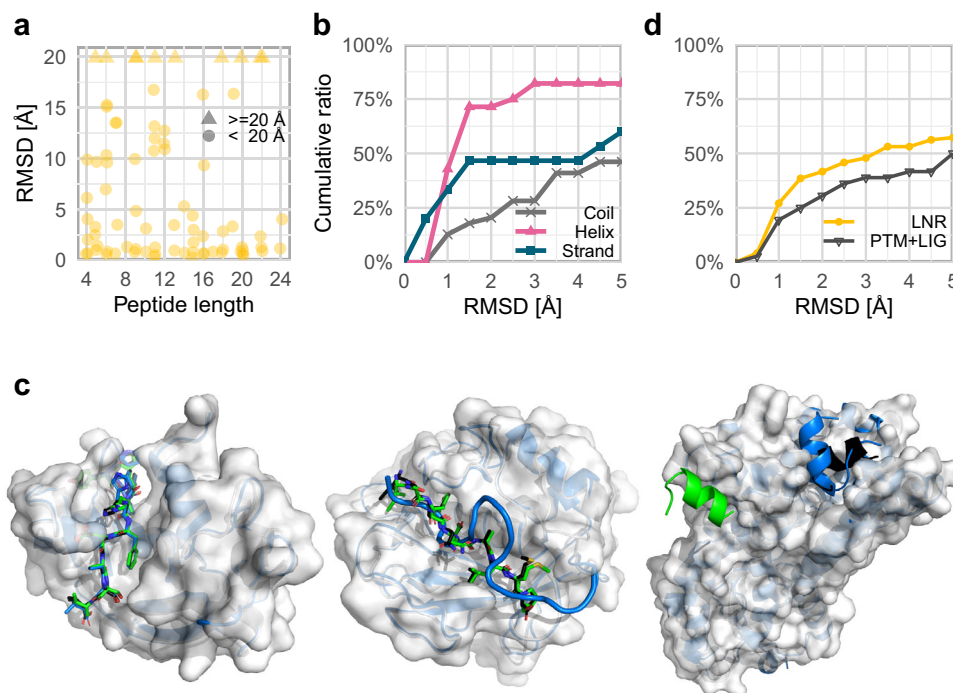 a
RMSD [Å]
20
15
10
5
0
4
8
12
16
20
24
Peptide length
>=20 Å
< 20 Å
b
Cumulative ratio
100%
75%
50%
25%
0%
0
1
2
3
4
5
RMSD [Å]
Coil
Helix
Strand
d
100%
75%
50%
25%
0%
0
1
2
3
4
5
RMSD [Å]
LNR
PTM+LIG
c